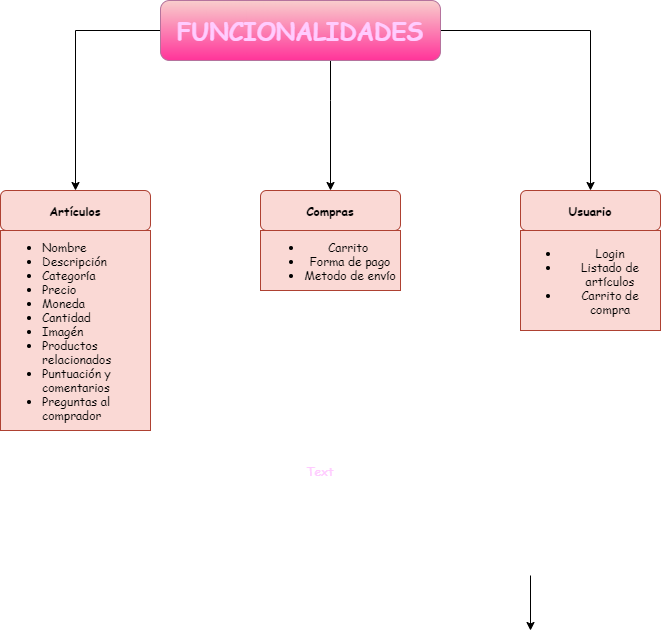 FUNCIONALIDADES
Artículos
Nombre
Descripción
Categoría
Precio
Moneda
Cantidad
Imagén
Productos
relacionados
Puntuación y
comentarios
Preguntas al
comprador
Compras
Carrito
Forma de pago
Metodo de envío
Usuario
Login
Listado de
artículos
Carrito de
compra
Text